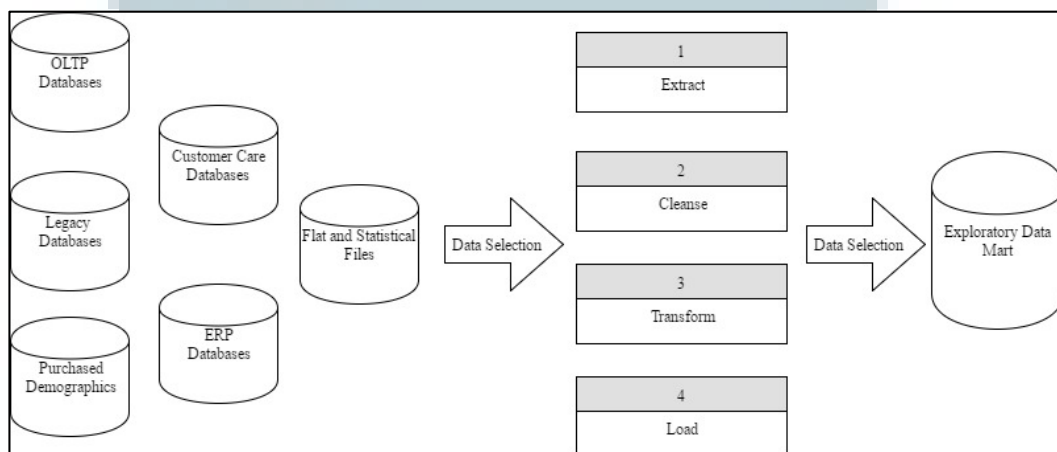 OLTP
Databases
Customer Care
Databases
Legacy
Databases
Flat and Statistical
Files
ERP
Databases
Purchased
Demographics
Data Selection
1
Extract
2
Cleanse
3
Transform
4
Load
Data Selection
Exploratory Data
Mart